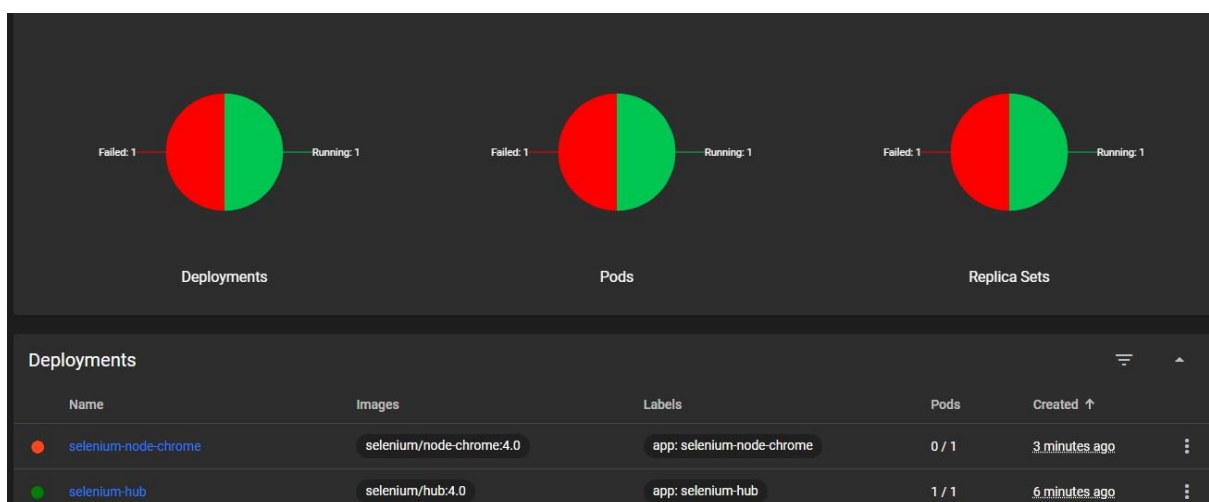 Failed: 1 Running: 1 Failed: 1 Running: 1 Failed: 1 Running: 1
Deployments Pods Replica Sets
Deployments
Name Images Labels Pods Created ↑
selenium-node-chrome selenium/node-chrome:4.0 app: selenium-node-chrome 0 / 1 3 minutes ago
selenium-hub selenium/hub:4.0 app: selenium-hub 1 / 1 6 minutes ago